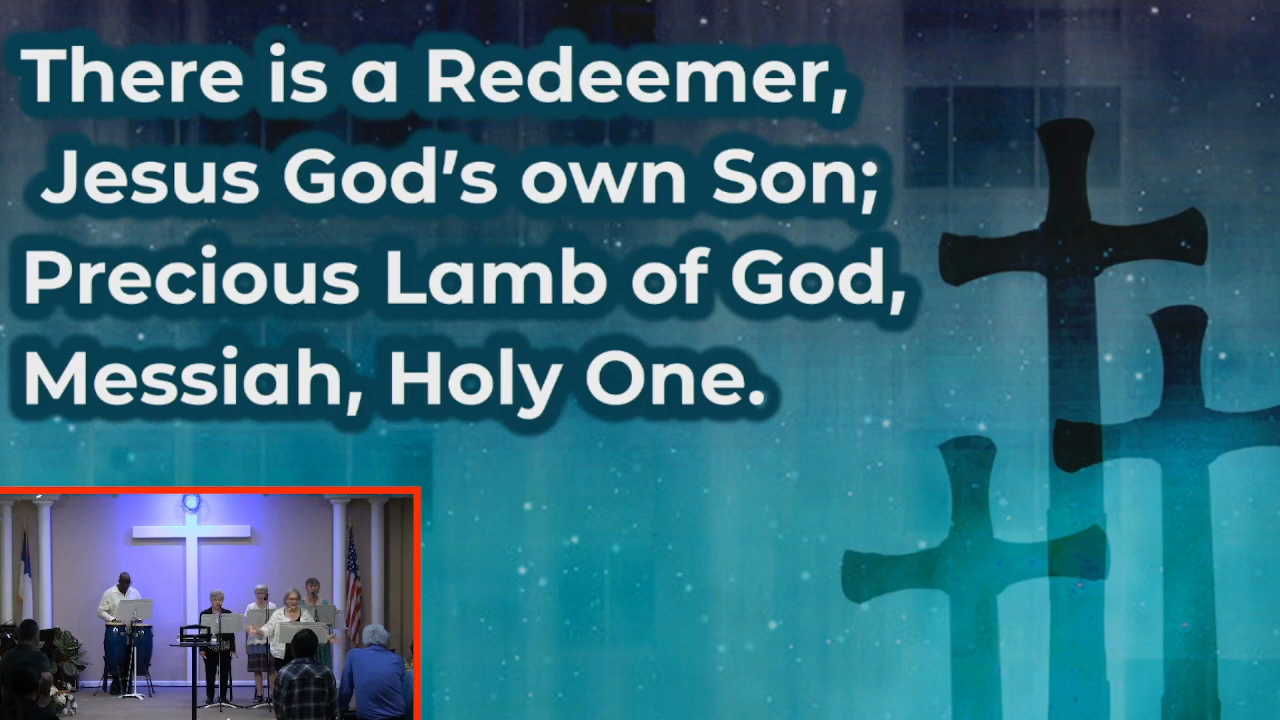 There is a Redeemer,
Jesus God's own Son;
Precious Lamb of God,
Messiah, Holy One.